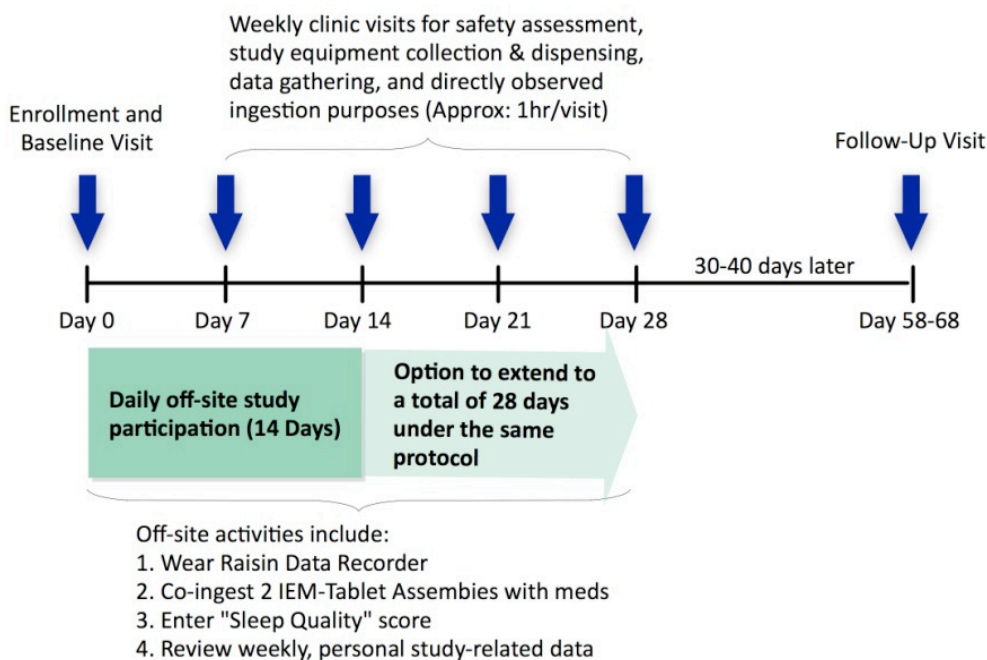 Weekly clinic visits for safety assessment,
study equipment collection & dispensing,
data gathering, and directly observed
ingestion purposes (Approx: 1hr/visit)
Enrollment and
Baseline Visit
Follow-Up Visit
30-40 days later
Day 0
Day 7
Day 14
Day 21
Day 28
Day 58-68
Daily off-site study
participation (14 Days)
Option to extend to
a total of 28 days
under the same
protocol
Off-site activities include:
1. Wear Raisin Data Recorder
2. Co-ingest 2 IEM-Tablet Assembies with meds
3. Enter "Sleep Quality" score
4. Review weekly, personal study-related data